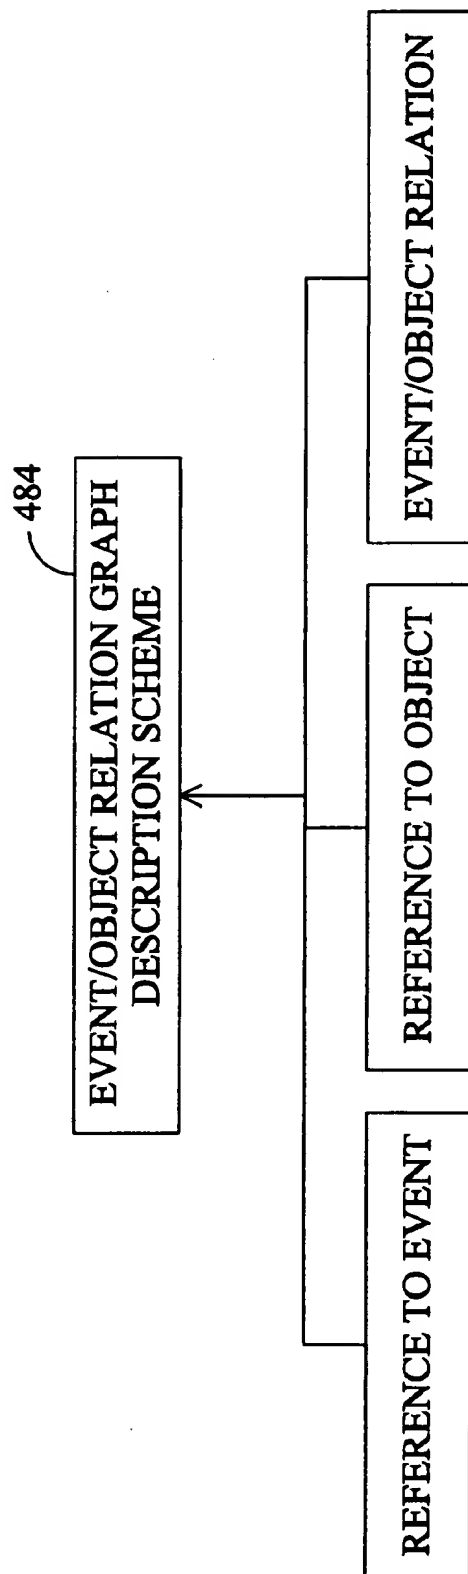 484
EVENT/OBJECT RELATION GRAPH
DESCRIPTION SCHEME
REFERENCE TO EVENT
REFERENCE TO OBJECT
EVENT/OBJECT RELATION